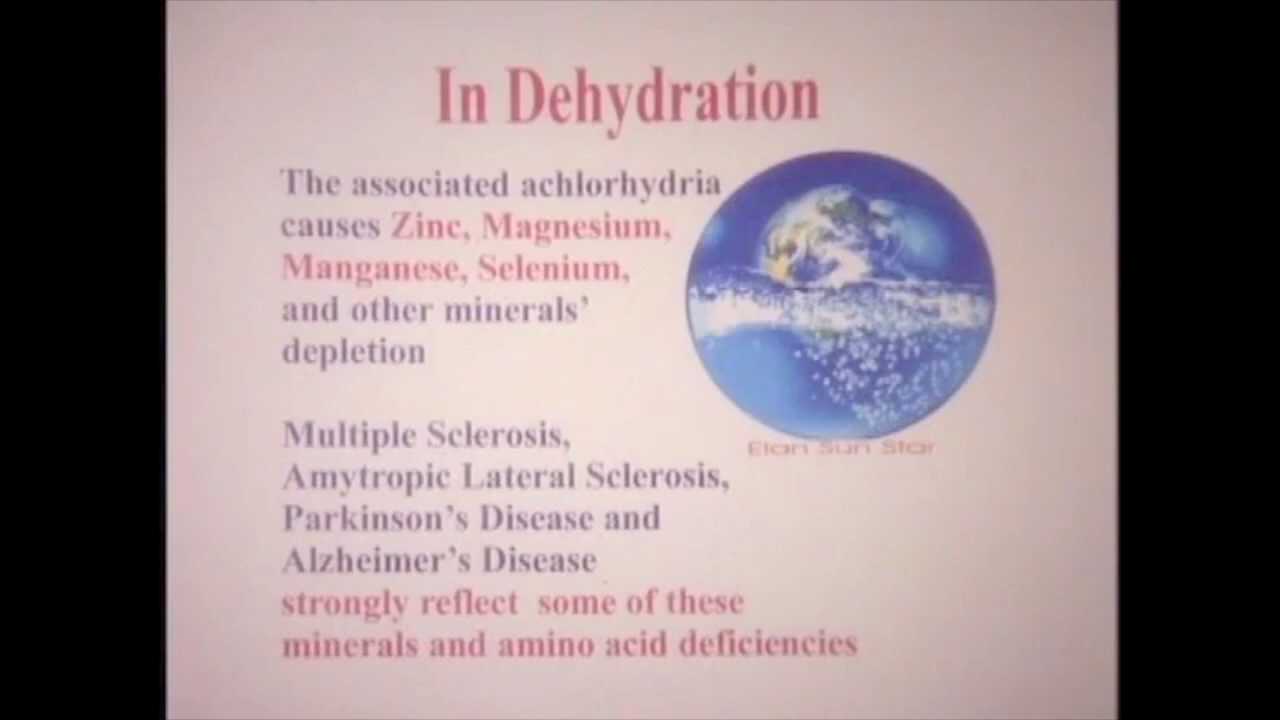 In Dehydration
The associated achlorhydria
causes Zinc, Magnesium,
Manganese, Selenium,
and other minerals’
depletion
Elan Sun Star
Multiple Sclerosis,
Amytropic Lateral Sclerosis,
Parkinson’s Disease and
Alzheimer’s Disease
strongly reflect some of these
minerals and amino acid deficiencies